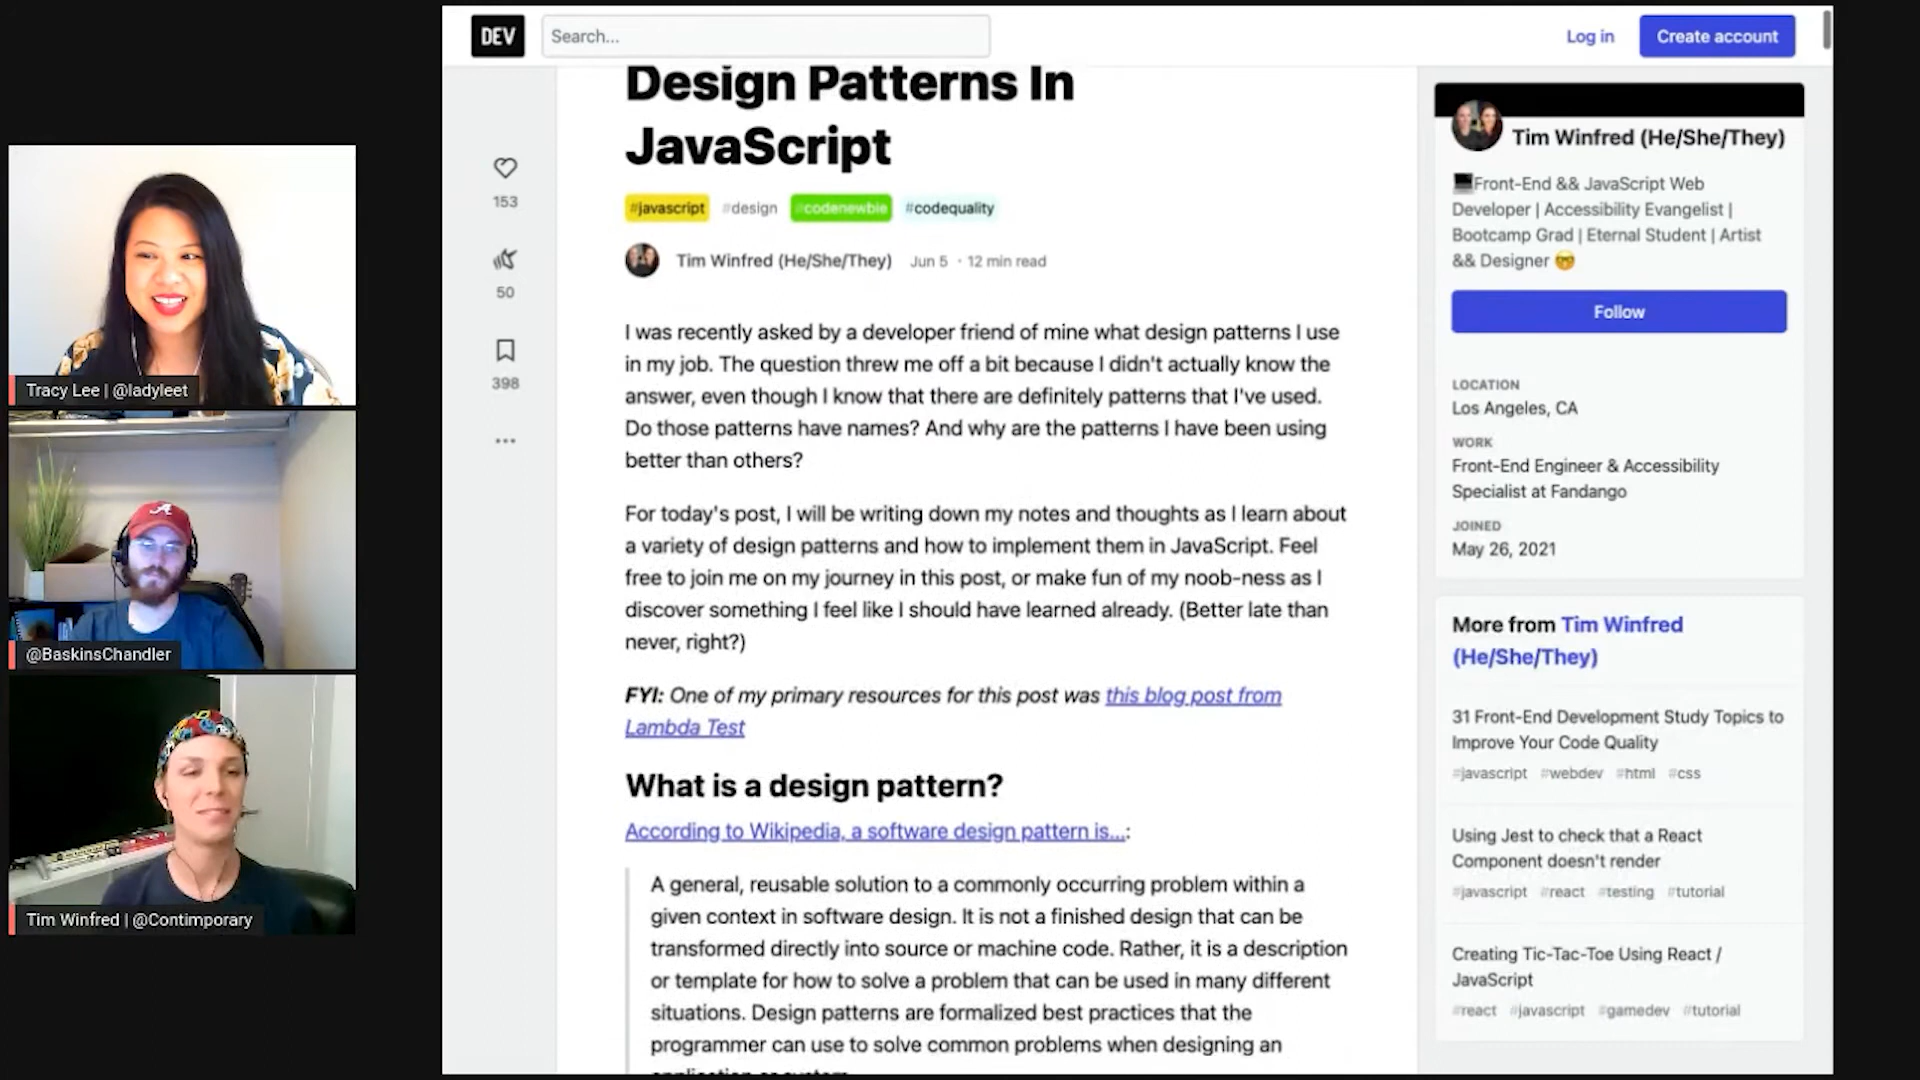 DEV
Search...
Log in
Create account
Design Patterns In
JavaScript
#javascript #design #codenewbie #codequality
Tim Winfred (He/She/They) Jun 5 · 12 min read
153
50
398
I was recently asked by a developer friend of mine what design patterns I use
in my job. The question threw me off a bit because I didn't actually know the
answer, even though I know that there are definitely patterns that I've used.
Do those patterns have names? And why are the patterns I have been using
better than others?
For today's post, I will be writing down my notes and thoughts as I learn about
a variety of design patterns and how to implement them in JavaScript. Feel
free to join me on my journey in this post, or make fun of my noob-ness as I
discover something I feel like I should have learned already. (Better late than
never, right?)
FYI: One of my primary resources for this post was this blog post from
Lambda Test
What is a design pattern?
According to Wikipedia, a software design pattern is...:
A general, reusable solution to a commonly occurring problem within a
given context in software design. It is not a finished design that can be
transformed directly into source or machine code. Rather, it is a description
or template for how to solve a problem that can be used in many different
situations. Design patterns are formalized best practices that the
programmer can use to solve common problems when designing an
application or system.
Tim Winfred (He/She/They)
Front-End && JavaScript Web
Developer | Accessibility Evangelist |
Bootcamp Grad | Eternal Student | Artist
&& Designer 🤓
Follow
LOCATION
Los Angeles, CA
WORK
Front-End Engineer & Accessibility
Specialist at Fandango
JOINED
May 26, 2021
More from Tim Winfred
(He/She/They)
31 Front-End Development Study Topics to
Improve Your Code Quality
#javascript #webdev #html #css
Using Jest to check that a React
Component doesn't render
#javascript #react #testing #tutorial
Creating Tic-Tac-Toe Using React /
JavaScript
#react #javascript #gamedev #tutorial
Tracy Lee | @ladyleet
A
@BaskinsChandler
Tim Winfred | @Contimporary